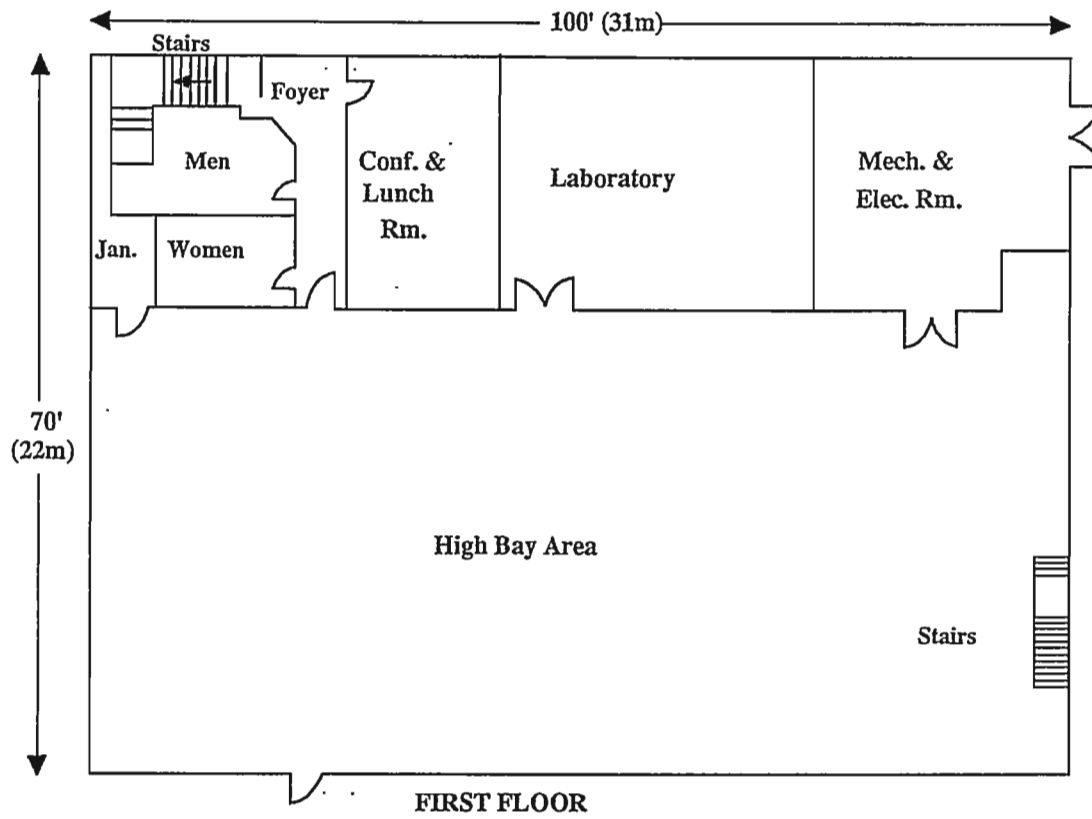 100' (31m)
Stairs
Foyer
Men
Conf. &
Lunch
Rm.
Laboratory
Mech. &
Elec. Rm.
Jan.
Women
70'
(22m)
High Bay Area
Stairs
FIRST FLOOR